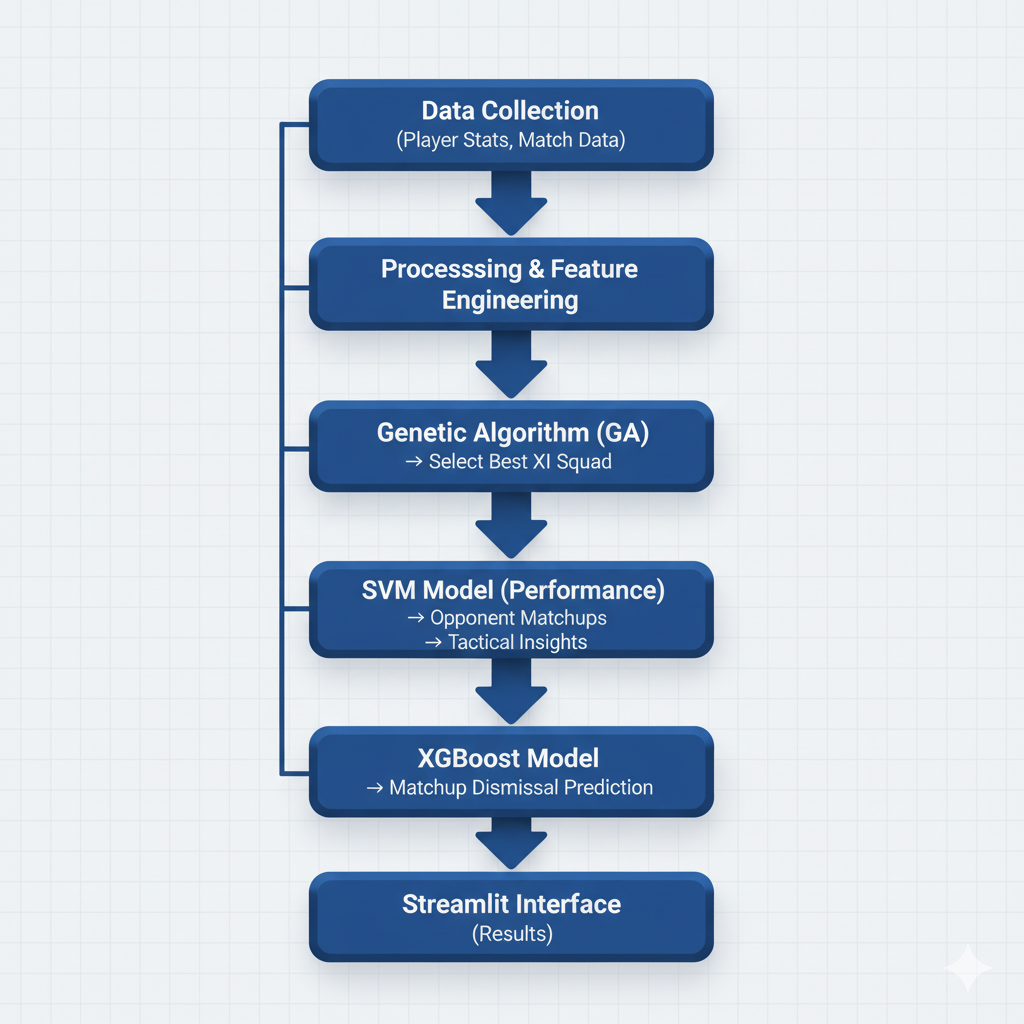 Data Collection
(Player Stats, Match Data)
Processsing & Feature
Engineering
Genetic Algorithm (GA)
→ Select Best XI Squad
SVM Model (Performance)
→ Opponent Matchups
→ Tactical Insights
XGBoost Model
→ Matchup Dismissal Prediction
Streamlit Interface
(Results)